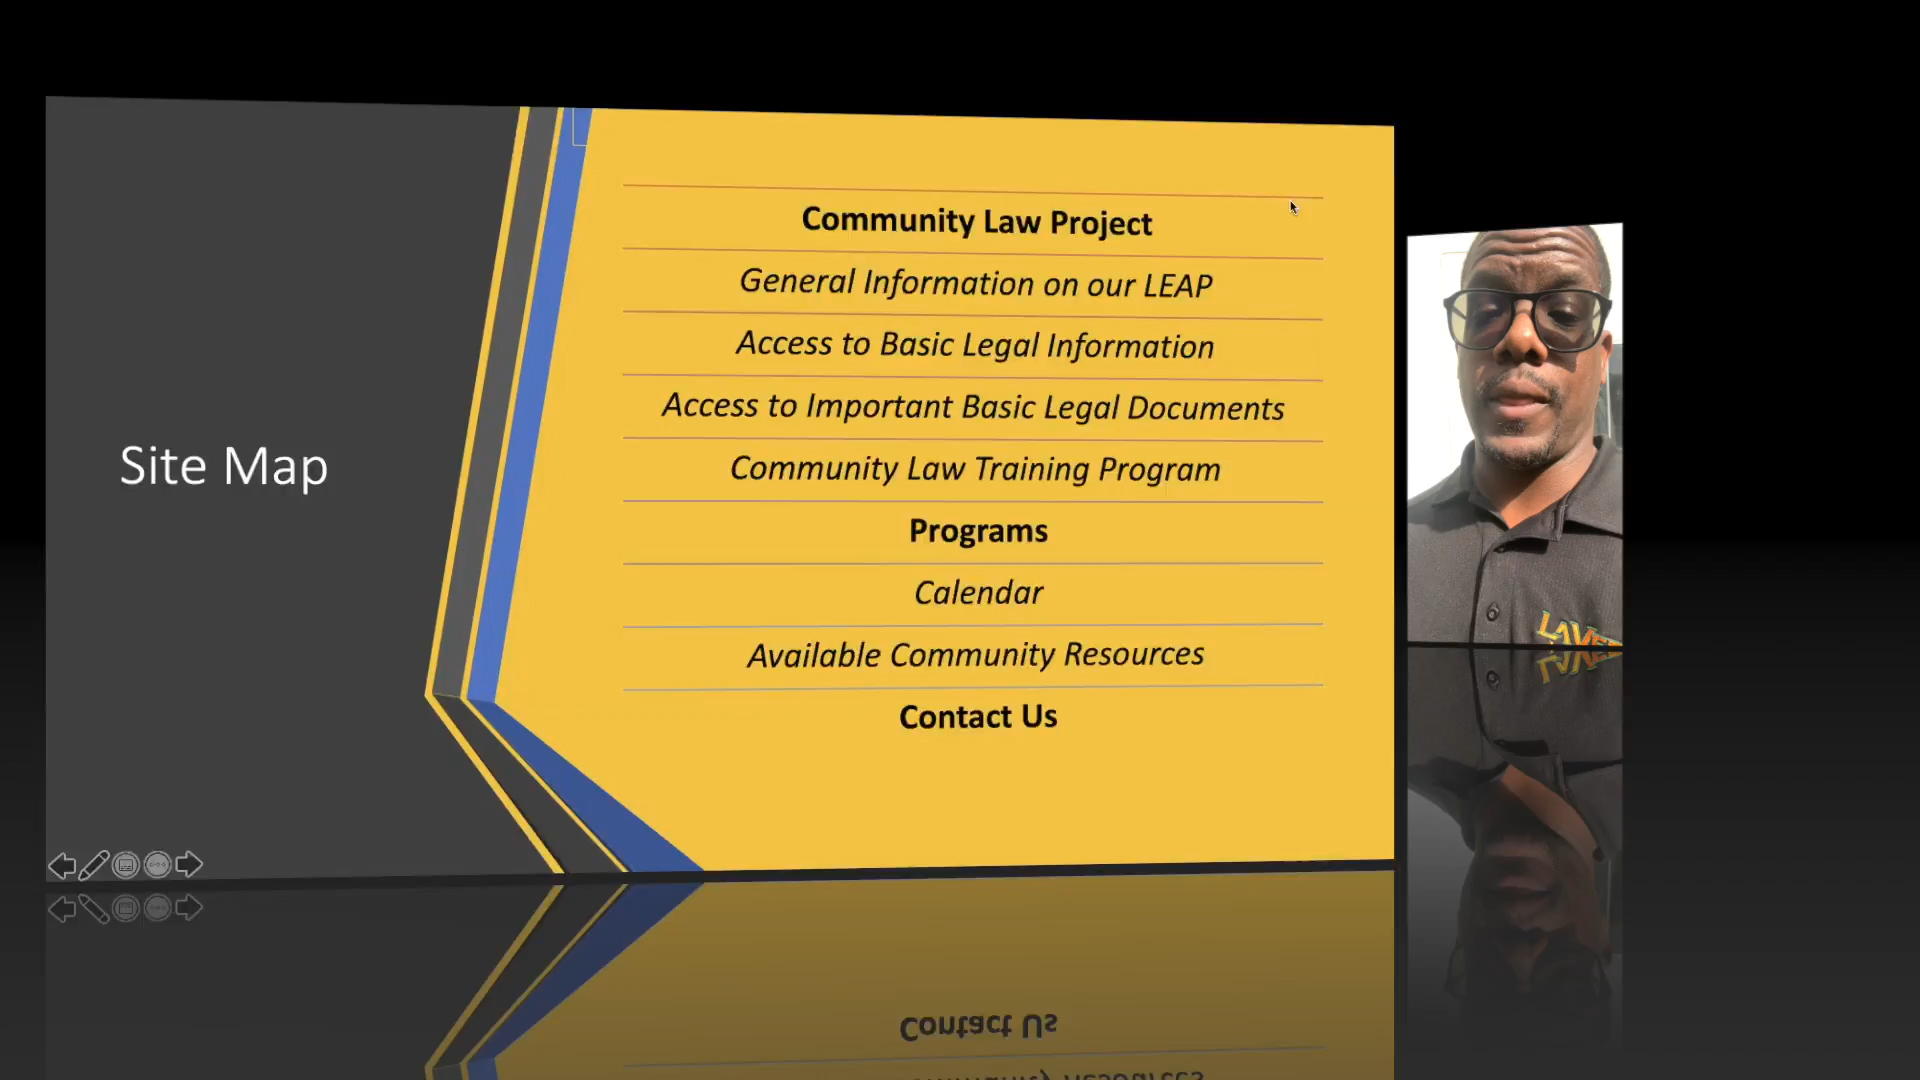 Site Map
Community Law Project
General Information on our LEAP
Access to Basic Legal Information
Access to Important Basic Legal Documents
Community Law Training Program
Programs
Calendar
Available Community Resources
Contact Us